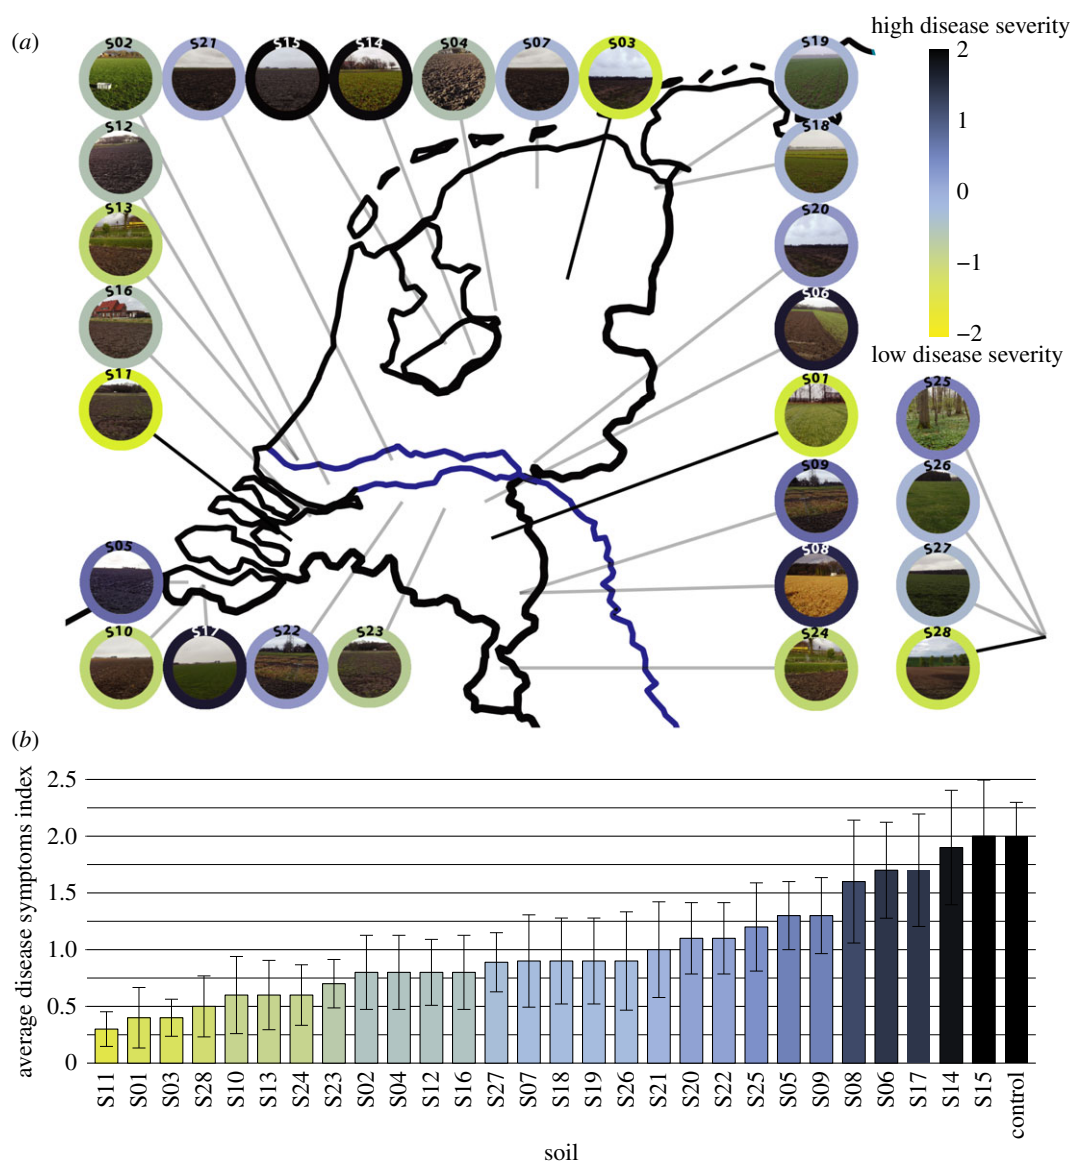 (a)
high disease severity
S02 S21 S15 S14 S04 S07 S03 S19
2
S12 S18
1
S13 S20
0
S16 S06
−1
−2
low disease severity
S11 S01 S25
S09 S26
S05 S08 S27
S10 S17 S22 S23 S24 S28
(b)
average disease symptoms index
2.5
2.0
1.5
1.0
0.5
0
S11 S01 S03 S28 S10 S13 S24 S23 S02 S04 S12 S16 S27 S07 S18 S19 S26 S21 S20 S22 S25 S05 S09 S08 S06 S17 S14 S15 control
soil